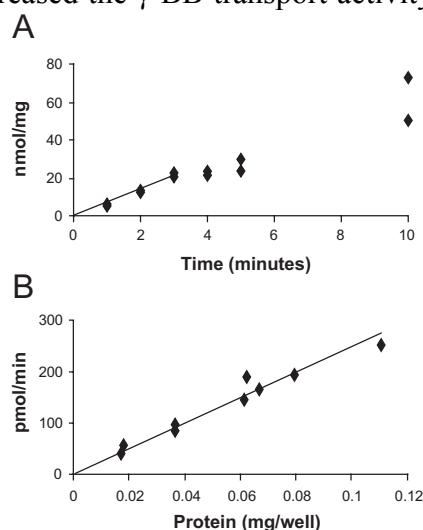 reased the γ-BB transport activity
A
80
60
40
20
0
nmol/mg
0 2 4 6 8 10
Time (minutes)
B
300
200
100
0
pmol/min
0 0.02 0.04 0.06 0.08 0.1 0.12
Protein (mg/well)